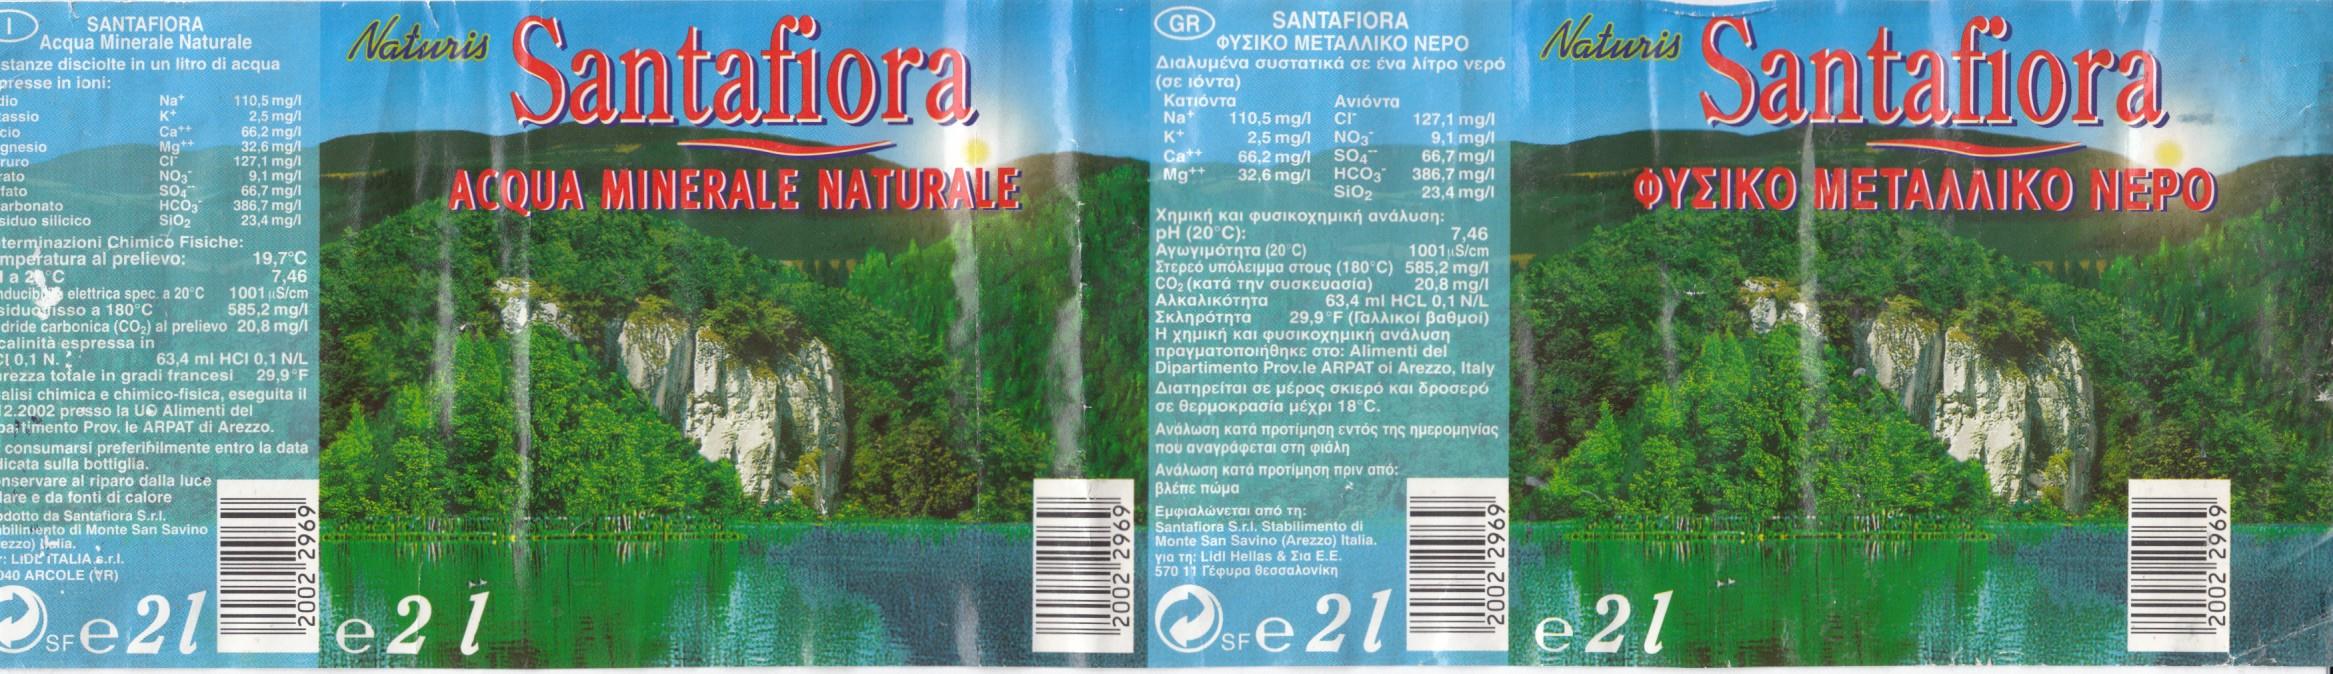 I
SANTAFIORA
Acqua Minerale Naturale
stanze disciolte in un litro di acqua
presse in ioni:
dio Na⁺ 110,5 mg/l
assio K⁺ 2,5 mg/l
cio Ca⁺⁺ 66,2 mg/l
gnesio Mg⁺⁺ 32,6 mg/l
ruro Cl⁻ 127,1 mg/l
rato NO₃⁻ 9,1 mg/l
fato SO₄⁻⁻ 66,7 mg/l
arbonato HCO₃⁻ 386,7 mg/l
siduo silicico SiO₂ 23,4 mg/l
terminazioni Chimico Fisiche:
mperatura al prelievo: 19,7°C
a 20°C 7,46
elettrica spec. a 20°C 1001 µS/cm
siduo fisso a 180°C 585,2 mg/l
dride carbonica (CO₂) al prelievo 20,8 mg/l
calinità espressa in
Cl 0,1 N. 63,4 ml HCl 0,1 N/L
rezza totale in gradi francesi 29,9°F
alisi chimica e chimico-fisica, eseguita il
12.2002 presso la UO Alimenti del
partimento Prov. le ARPAT di Arezzo.
consumarsi preferibilmente entro la data
dicata sulla bottiglia.
onservare al riparo dalla luce
lare e da fonti di calore
odotto da Santafiora S.r.l.
abilimento di Monte San Savino
ezzo) Italia.
r: LIDL ITALIA s.r.l.
040 ARCOLE (VR)
SF e 2 l
2002 2969
Naturis
Santafiora
ACQUA MINERALE NATURALE
e 2 l
2002 2969
GR
SANTAFIORA
ΦΥΣΙΚΟ ΜΕΤΑΛΛΙΚΟ ΝΕΡΟ
Διαλυμένα συστατικά σε ένα λίτρο νερό
(σε ιόντα)
Κατιόντα Ανιόντα
Na⁺ 110,5 mg/l Cl⁻ 127,1 mg/l
K⁺ 2,5 mg/l NO₃⁻ 9,1 mg/l
Ca⁺⁺ 66,2 mg/l SO₄⁻⁻ 66,7 mg/l
Mg⁺⁺ 32,6 mg/l HCO₃⁻ 386,7 mg/l
SiO₂ 23,4 mg/l
Χημική και φυσικοχημική ανάλυση:
pH (20°C): 7,46
Αγωγιμότητα (20°C) 1001 µS/cm
Στερεό υπόλειμμα στους (180°C) 585,2 mg/l
CO₂ (κατά την συσκευασία) 20,8 mg/l
Αλκαλικότητα 63,4 ml HCL 0,1 N/L
Σκληρότητα 29,9°F (Γαλλικοί βαθμοί)
Η χημική και φυσικοχημική ανάλυση
πραγματοποιήθηκε στο: Alimenti del
Dipartimento Prov.le ARPAT oi Arezzo, Italy
Διατηρείται σε μέρος σκιερό και δροσερό
σε θερμοκρασία μέχρι 18°C.
Ανάλωση κατά προτίμηση εντός της ημερομηνίας
που αναγράφεται στη φιάλη
Ανάλωση κατά προτίμηση πριν από:
βλέπε πώμα
Εμφιαλώνεται από τη:
Santafiora S.r.l. Stabilimento di
Monte San Savino (Arezzo) Italia.
για τη: Lidl Hellas & Σια Ε.Ε.
570 11 Γέφυρα Θεσσαλονίκη
SF e 2 l
2002 2969
Naturis
Santafiora
ΦΥΣΙΚΟ ΜΕΤΑΛΛΙΚΟ ΝΕΡΟ
e 2 l
2002 2969